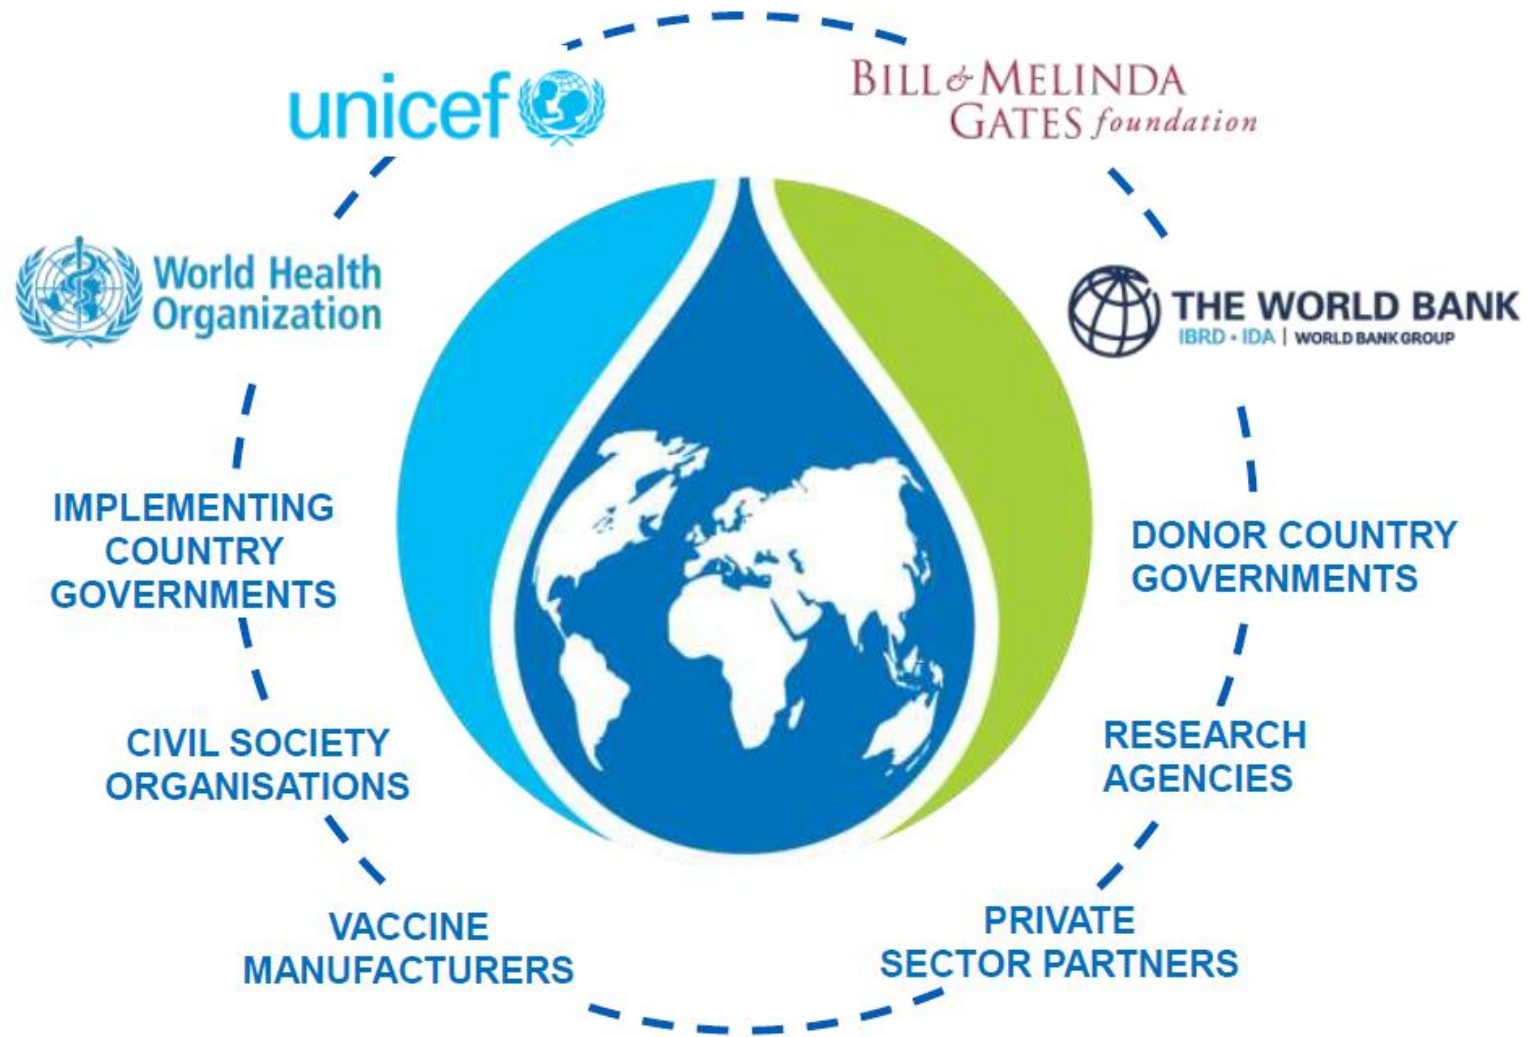 unicef
BILL & MELINDA
GATES foundation
World Health
Organization
THE WORLD BANK
IBRD • IDA | WORLD BANK GROUP
IMPLEMENTING
COUNTRY
GOVERNMENTS
DONOR COUNTRY
GOVERNMENTS
CIVIL SOCIETY
ORGANISATIONS
RESEARCH
AGENCIES
VACCINE
MANUFACTURERS
PRIVATE
SECTOR PARTNERS